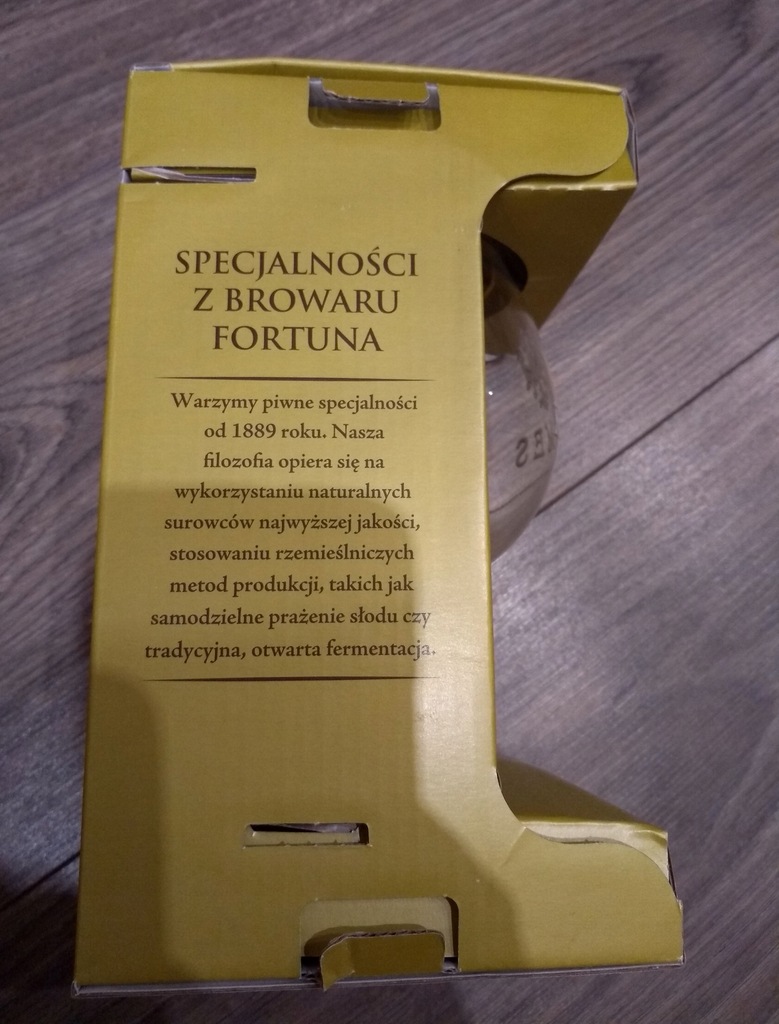 SPECJALNOŚCI
Z BROWARU
FORTUNA
Warzymy piwne specjalności
od 1889 roku. Nasza
filozofia opiera się na
wykorzystaniu naturalnych
surowców najwyższej jakości,
stosowaniu rzemieślniczych
metod produkcji, takich jak
samodzielne prażenie słodu czy
tradycyjna, otwarta fermentacja.